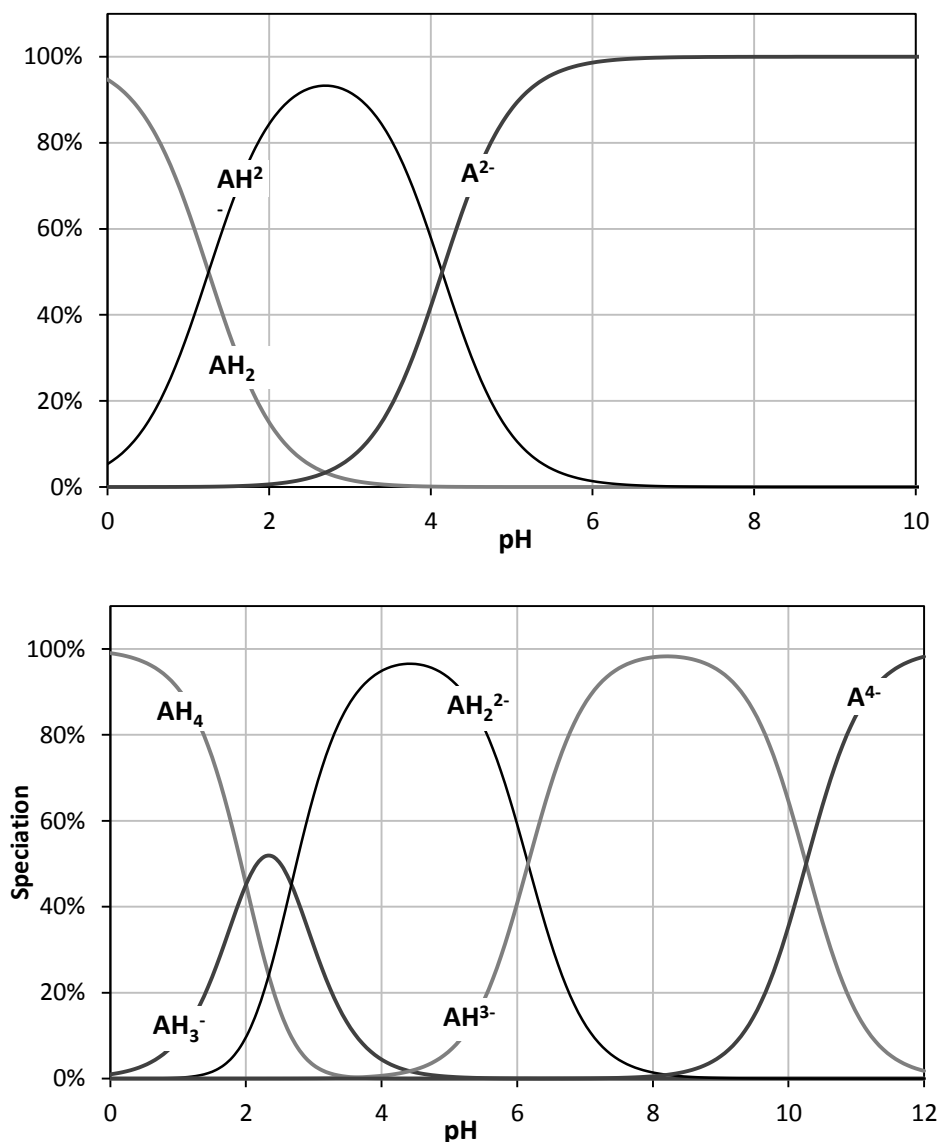 100%
80%
60%
40%
20%
0%
AH²
-
A²⁻
AH₂
0 2 4 6 8 10
pH
100%
80%
60%
40%
20%
0%
Speciation
AH₄
AH₂²⁻
A⁴⁻
AH₃⁻
AH³⁻
0 2 4 6 8 10 12
pH